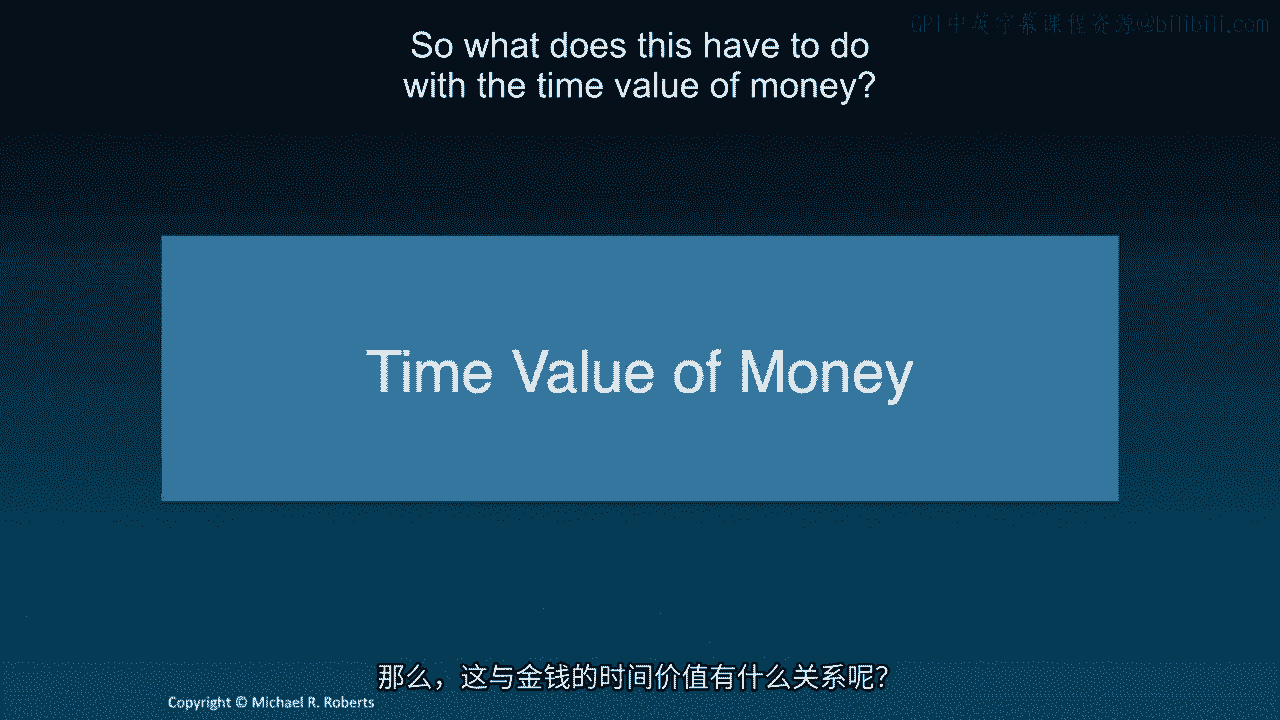 GPT中英字幕课程资源@bilibili.com
So what does this have to do
with the time value of money?
Time Value of Money
那么，这与金钱的时间价值有什么关系呢？
Copyright © Michael R. Roberts